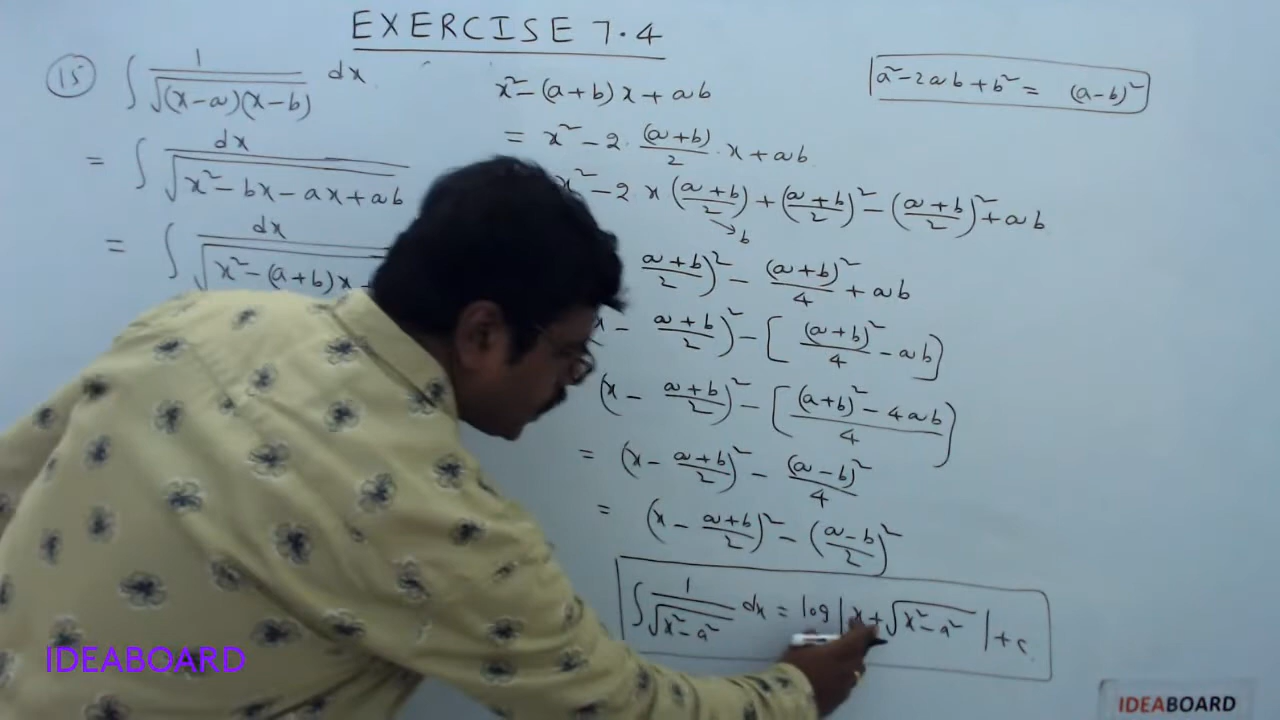 EXERCISE 7.4
(15) ∫ 1/√((x-a)(x-b)) dx
= ∫ dx/√(x²-bx-ax+ab)
= ∫ dx/√(x²-(a+b)x
x²-(a+b)x+ab
= x²-2·(a+b)/2·x+ab
x²-2x((a+b)/2)+((a+b)/2)²-((a+b)/2)²+ab
→b
(a+b)/2)²-(a+b)²/4+ab
x-(a+b)/2)²-[(a+b)²/4-ab]
(x-(a+b)/2)²-[((a+b)²-4ab)/4]
= (x-(a+b)/2)²-(a-b)²/4
= (x-(a+b)/2)²-((a-b)/2)²
∫ 1/√(x²-a²) dx = log|x+√(x²-a²)|+c
a²-2ab+b² = (a-b)²
IDEABOARD
IDEABOARD